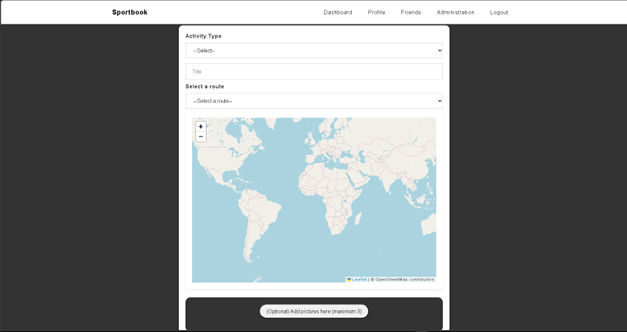 Sportbook
Dashboard Profile Friends Administration Logout
Activity Type
--Select--
Title
Select a route
--Select a route--
+
−
Leaflet | © OpenStreetMap contributors
(Optional) Add pictures here (maximum 3)